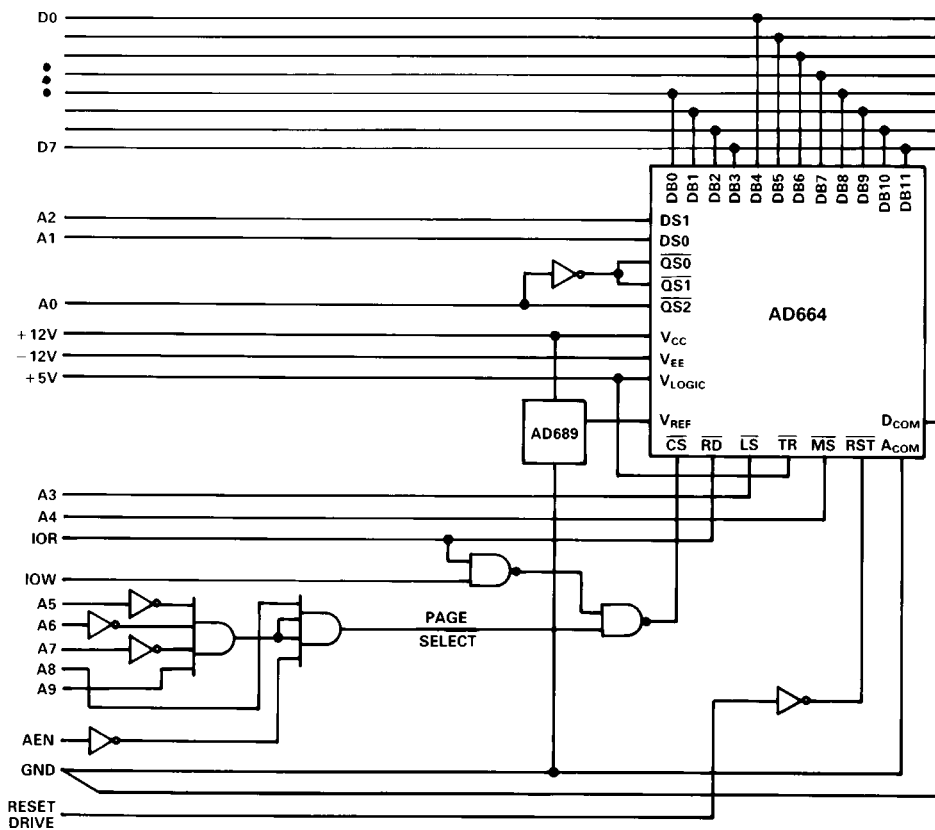 D0
D7
DB0
DB1
DB2
DB3
DB4
DB5
DB6
DB7
DB8
DB9
DB10
DB11
A2
DS1
A1
DS0
QS0
QS1
A0
QS2
AD664
+12V
VCC
−12V
VEE
+5V
VLOGIC
AD689
VREF
DCOM
CS
RD
LS
TR
MS
RST
ACOM
A3
A4
IOR
IOW
A5
A6
A7
A8
A9
PAGE
SELECT
AEN
GND
RESET
DRIVE